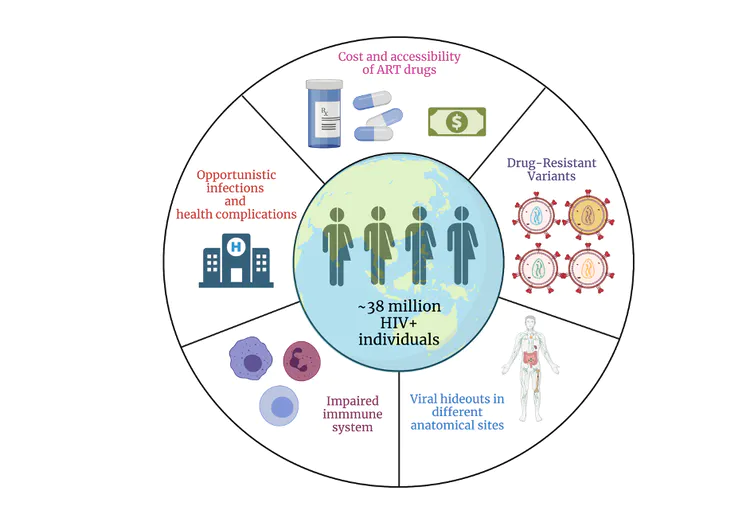 Cost and accessibility
of ART drugs
Rx
$
Drug-Resistant
Variants
Opportunistic
infections
and
health complications
H
~38 million
HIV+
individuals
Impaired
immmune
system
Viral hideouts in
different
anatomical sites